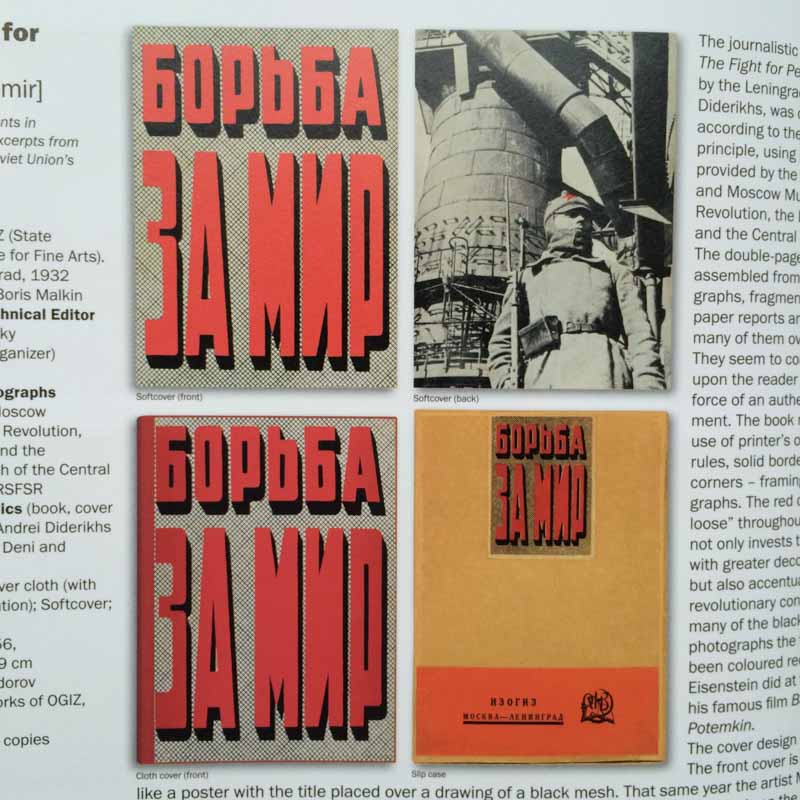 for
mir]
nts in
xcerpts from
viet Union's
Z (State
e for Fine Arts).
rad, 1932
Boris Malkin
chnical Editor
ky
ganizer)
ographs
Moscow
Revolution,
nd the
h of the Central
RSFSR
ics (book, cover
Andrei Diderikhs
Deni and
ver cloth (with
ation); Softcover;
56,
9 cm
dorov
orks of OGIZ,
copies
БОРЬБА
ЗА МИР
Softcover (front)
Softcover (back)
БОРЬБА
ЗА МИР
Cloth cover (front)
БОРЬБА
ЗА МИР
ИЗОГИЗ
МОСКВА—ЛЕНИНГРАД
Slip case
The journalistic
The Fight for Pe
by the Leningrad
Diderikhs, was
according to the
principle, using
provided by the
and Moscow Mu
Revolution, the
and the Central
The double-page
assembled from
graphs, fragmen
paper reports an
many of them ov
They seem to co
upon the reader
force of an authe
ment. The book
use of printer's o
rules, solid borde
corners – framing
graphs. The red
loose” throughou
not only invests t
with greater deco
but also accentua
revolutionary con
many of the black
photographs the
been coloured red
Eisenstein did at
his famous film B
Potemkin.
The cover design
The front cover is
like a poster with the title placed over a drawing of a black mesh. That same year the artist M